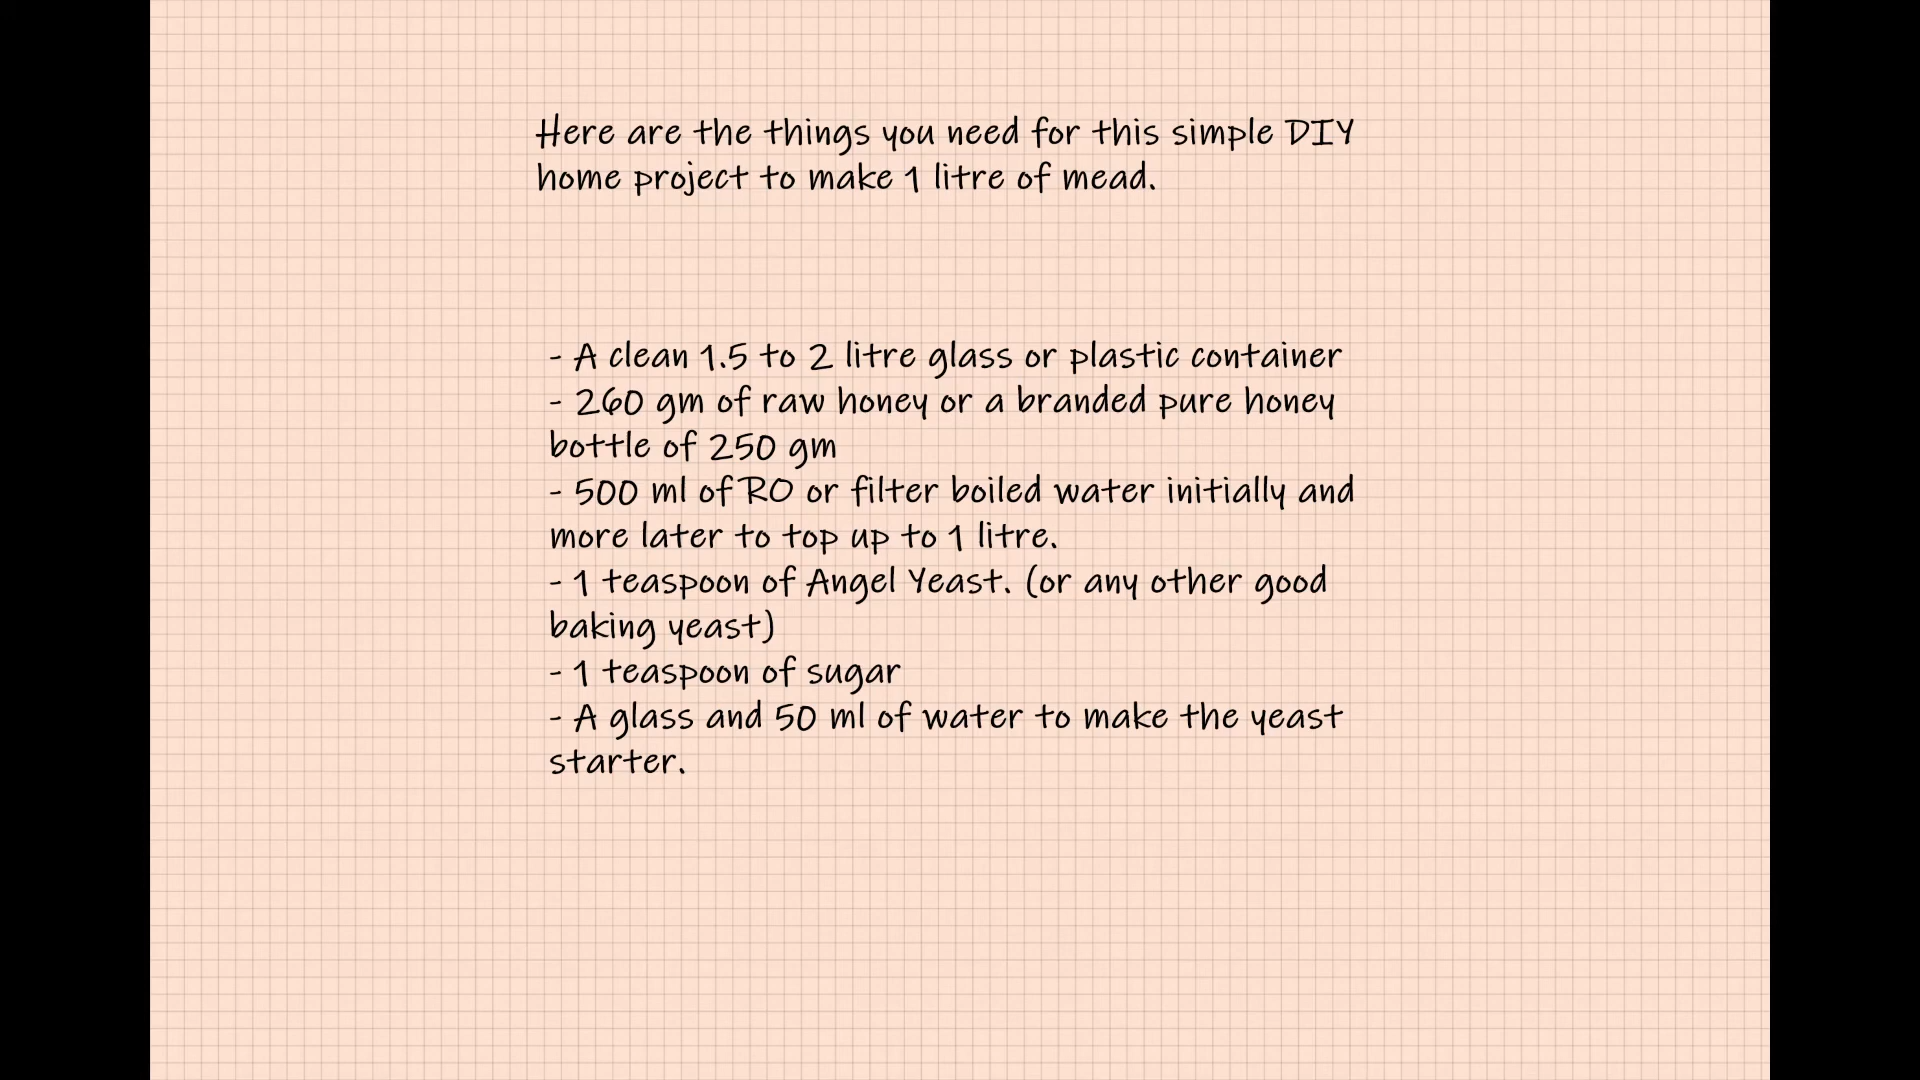 Here are the things you need for this simple DIY
home project to make 1 litre of mead.
- A clean 1.5 to 2 litre glass or plastic container
- 260 gm of raw honey or a branded pure honey
bottle of 250 gm
- 500 ml of RO or filter boiled water initially and
more later to top up to 1 litre.
- 1 teaspoon of Angel Yeast. (or any other good
baking yeast)
- 1 teaspoon of sugar
- A glass and 50 ml of water to make the yeast
starter.